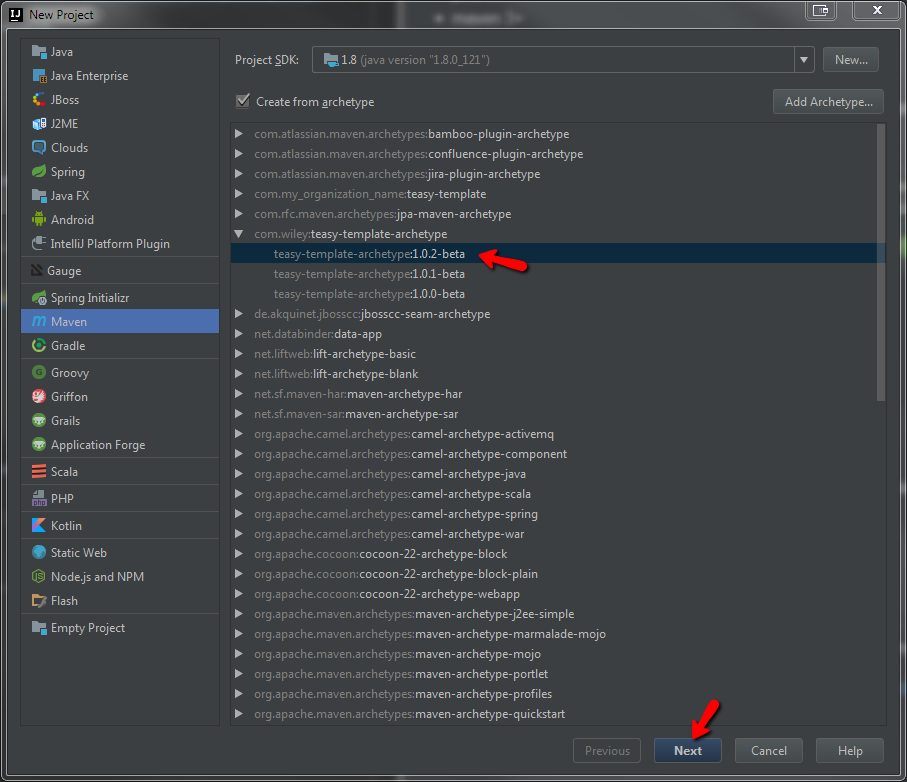 New Project
Java
Java Enterprise
JBoss
J2ME
Clouds
Spring
Java FX
Android
IntelliJ Platform Plugin
Gauge
Spring Initializr
Maven
Gradle
Groovy
Griffon
Grails
Application Forge
Scala
PHP
Kotlin
Static Web
Node.js and NPM
Flash
Empty Project
Project SDK: 1.8 (java version "1.8.0_121") New...
Create from archetype Add Archetype...
com.atlassian.maven.archetypes:bamboo-plugin-archetype
com.atlassian.maven.archetypes:confluence-plugin-archetype
com.atlassian.maven.archetypes:jira-plugin-archetype
com.my_organization_name:teasy-template
com.rfc.maven.archetypes:jpa-maven-archetype
com.wiley:teasy-template-archetype
teasy-template-archetype:1.0.2-beta
teasy-template-archetype:1.0.1-beta
teasy-template-archetype:1.0.0-beta
de.akquinet.jbosscc:jbosscc-seam-archetype
net.databinder:data-app
net.liftweb:lift-archetype-basic
net.liftweb:lift-archetype-blank
net.sf.maven-har:maven-archetype-har
net.sf.maven-sar:maven-archetype-sar
org.apache.camel.archetypes:camel-archetype-activemq
org.apache.camel.archetypes:camel-archetype-component
org.apache.camel.archetypes:camel-archetype-java
org.apache.camel.archetypes:camel-archetype-scala
org.apache.camel.archetypes:camel-archetype-spring
org.apache.camel.archetypes:camel-archetype-war
org.apache.cocoon:cocoon-22-archetype-block
org.apache.cocoon:cocoon-22-archetype-block-plain
org.apache.cocoon:cocoon-22-archetype-webapp
org.apache.maven.archetypes:maven-archetype-j2ee-simple
org.apache.maven.archetypes:maven-archetype-marmalade-mojo
org.apache.maven.archetypes:maven-archetype-mojo
org.apache.maven.archetypes:maven-archetype-portlet
org.apache.maven.archetypes:maven-archetype-profiles
org.apache.maven.archetypes:maven-archetype-quickstart
Previous Next Cancel Help